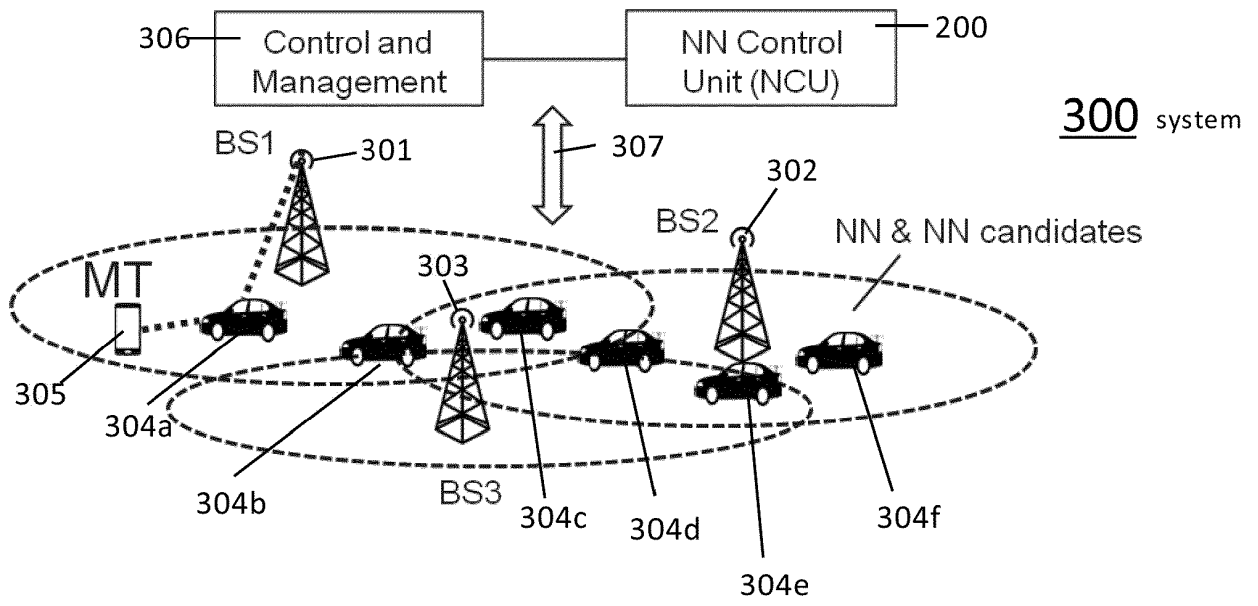 306
Control and
Management
NN Control
Unit (NCU)
200
300 system
BS1
301
307
302
BS2
NN & NN candidates
303
MT
305
304a
304b
BS3
304c
304d
304e
304f